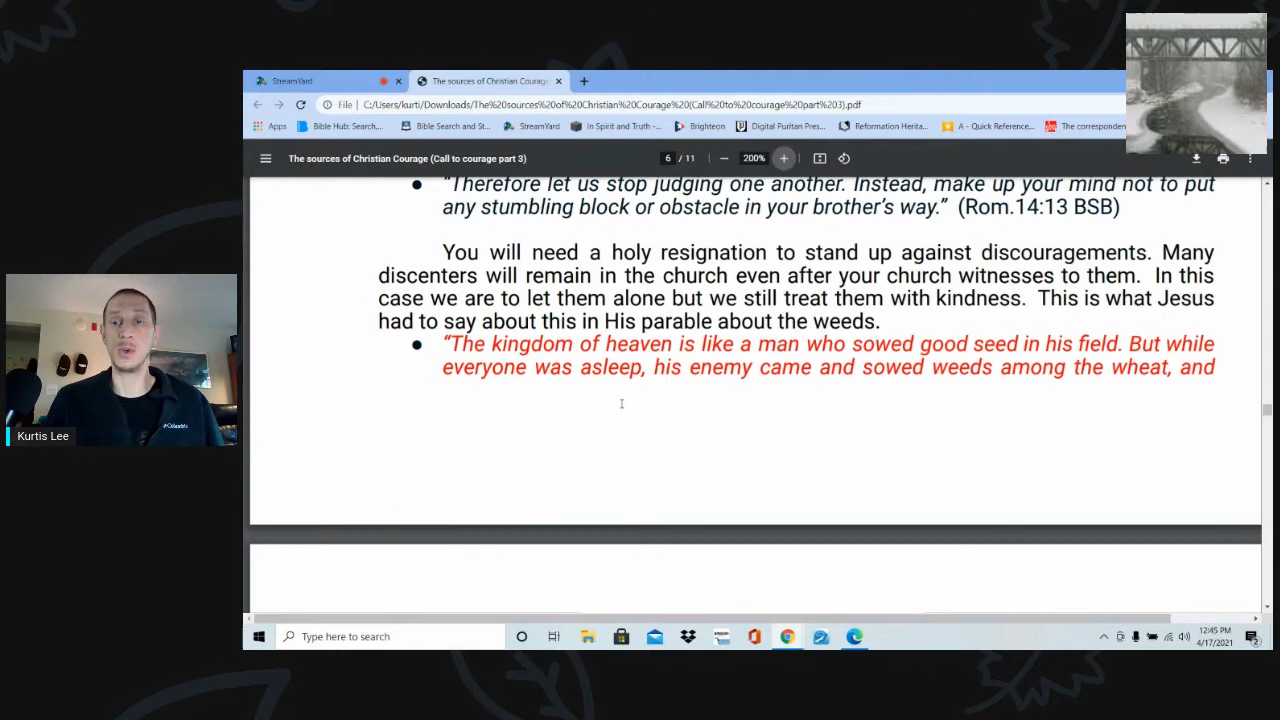 StreamYard
The sources of Christian Courage
File
C:/Users/kurti/Downloads/The%20sources%20of%20Christian%20Courage%20(Call%20to%20courage%20part%203).pdf
Apps
Bible Hub: Search,...
Bible Search and St...
StreamYard
In Spirit and Truth -...
Brighteon
Digital Puritan Pres...
Reformation Herita...
A - Quick Reference...
The corresponden
The sources of Christian Courage (Call to courage part 3)
6 / 11
200%
“Therefore let us stop judging one another. Instead, make up your mind not to put
any stumbling block or obstacle in your brother’s way.” (Rom.14:13 BSB)
You will need a holy resignation to stand up against discouragements. Many
discenters will remain in the church even after your church witnesses to them. In this
case we are to let them alone but we still treat them with kindness. This is what Jesus
had to say about this in His parable about the weeds.
“The kingdom of heaven is like a man who sowed good seed in his field. But while
everyone was asleep, his enemy came and sowed weeds among the wheat, and
Columbia
Kurtis Lee
Type here to search
amazon
12:45 PM
4/17/2021
2